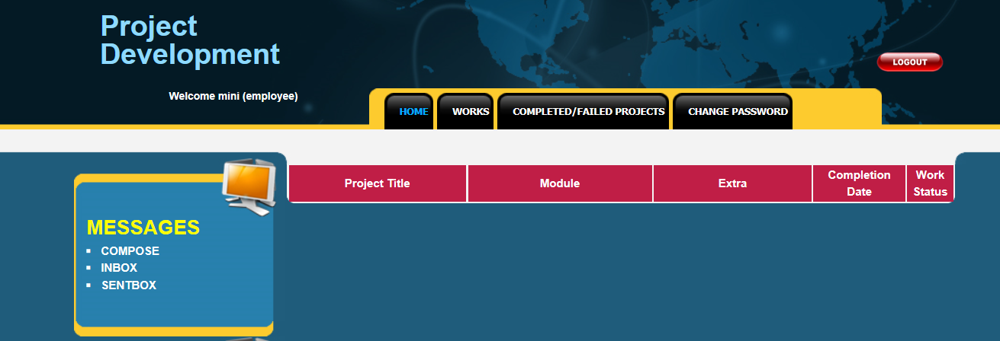 Project
Development
LOGOUT
Welcome mini (employee)
HOME WORKS COMPLETED/FAILED PROJECTS CHANGE PASSWORD
Project Title Module Extra Completion Date Work Status
MESSAGES
COMPOSE
INBOX
SENTBOX